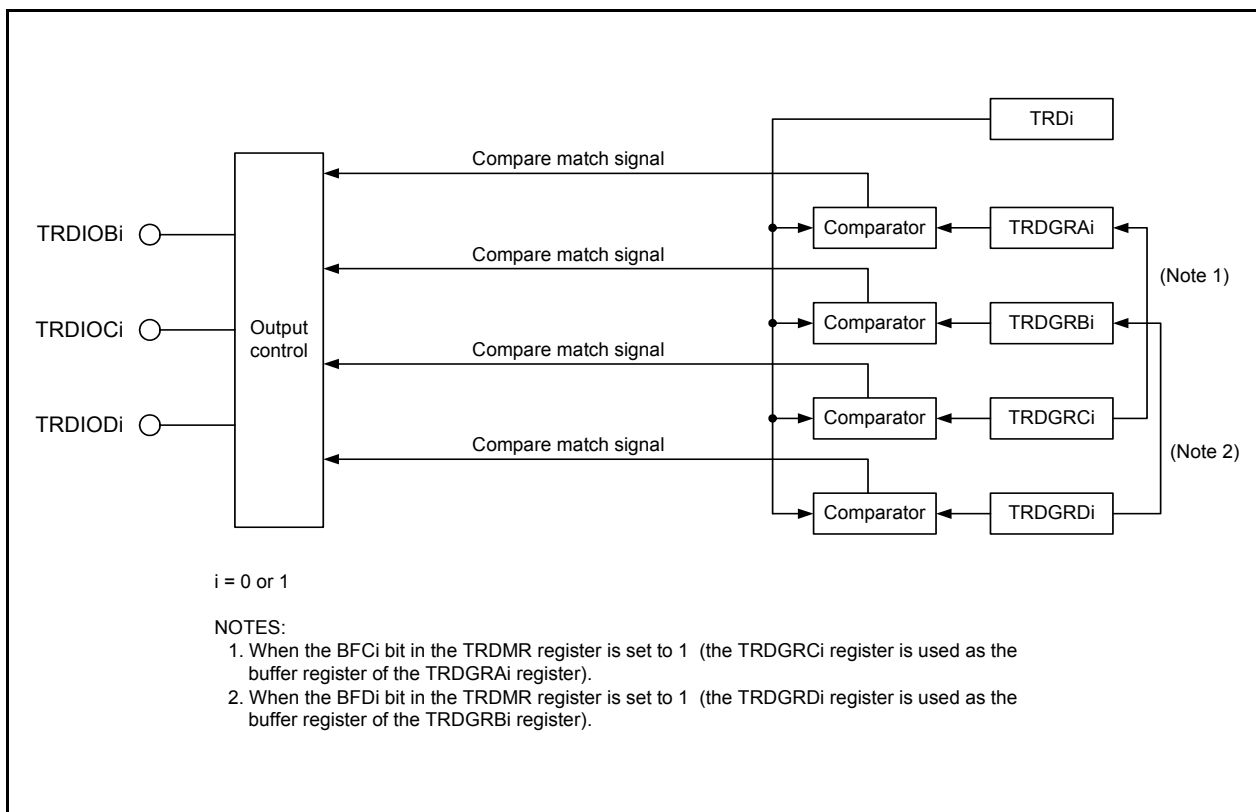 TRDi
Compare match signal
Comparator
TRDGRAi
TRDIOBi
(Note 1)
Compare match signal
Comparator
TRDGRBi
TRDIOCi
Output
control
Compare match signal
Comparator
TRDGRCi
TRDIODi
(Note 2)
Compare match signal
Comparator
TRDGRDi
i = 0 or 1
NOTES:
1. When the BFCi bit in the TRDMR register is set to 1 (the TRDGRCi register is used as the
buffer register of the TRDGRAi register).
2. When the BFDi bit in the TRDMR register is set to 1 (the TRDGRDi register is used as the
buffer register of the TRDGRBi register).